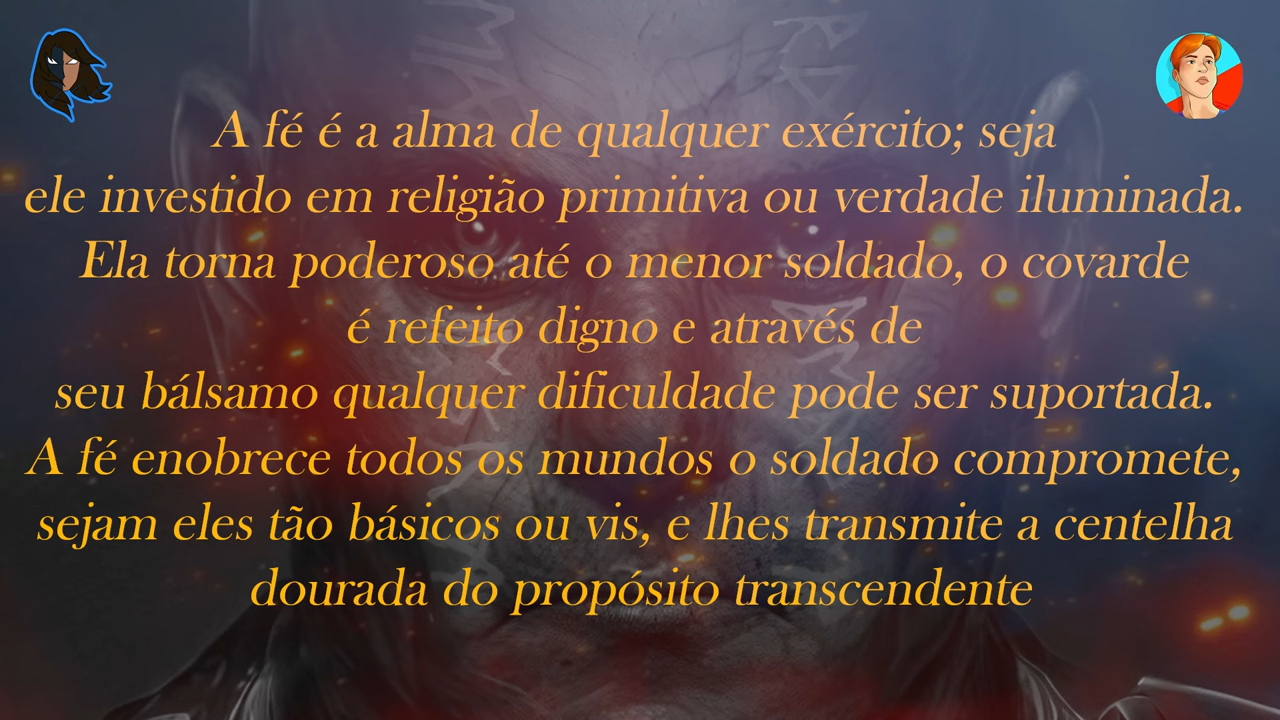 A fé é a alma de qualquer exército; seja
ele investido em religião primitiva ou verdade iluminada.
Ela torna poderoso até o menor soldado, o covarde
é refeito digno e através de
seu bálsamo qualquer dificuldade pode ser suportada.
A fé enobrece todos os mundos o soldado compromete,
sejam eles tão básicos ou vis, e lhes transmite a centelha
dourada do propósito transcendente